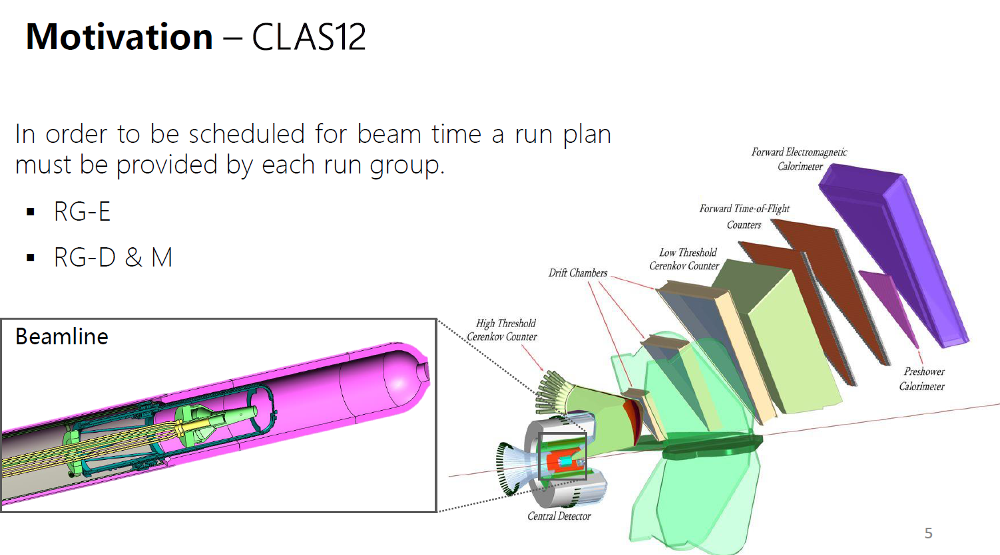 Motivation – CLAS12
In order to be scheduled for beam time a run plan
must be provided by each run group.
▪ RG-E
▪ RG-D & M
Beamline
Forward Electromagnetic
Calorimeter
Forward Time-of-Flight
Counters
Low Threshold
Cerenkov Counter
Drift Chambers
High Threshold
Cerenkov Counter
Preshower
Calorimeter
Central Detector
5